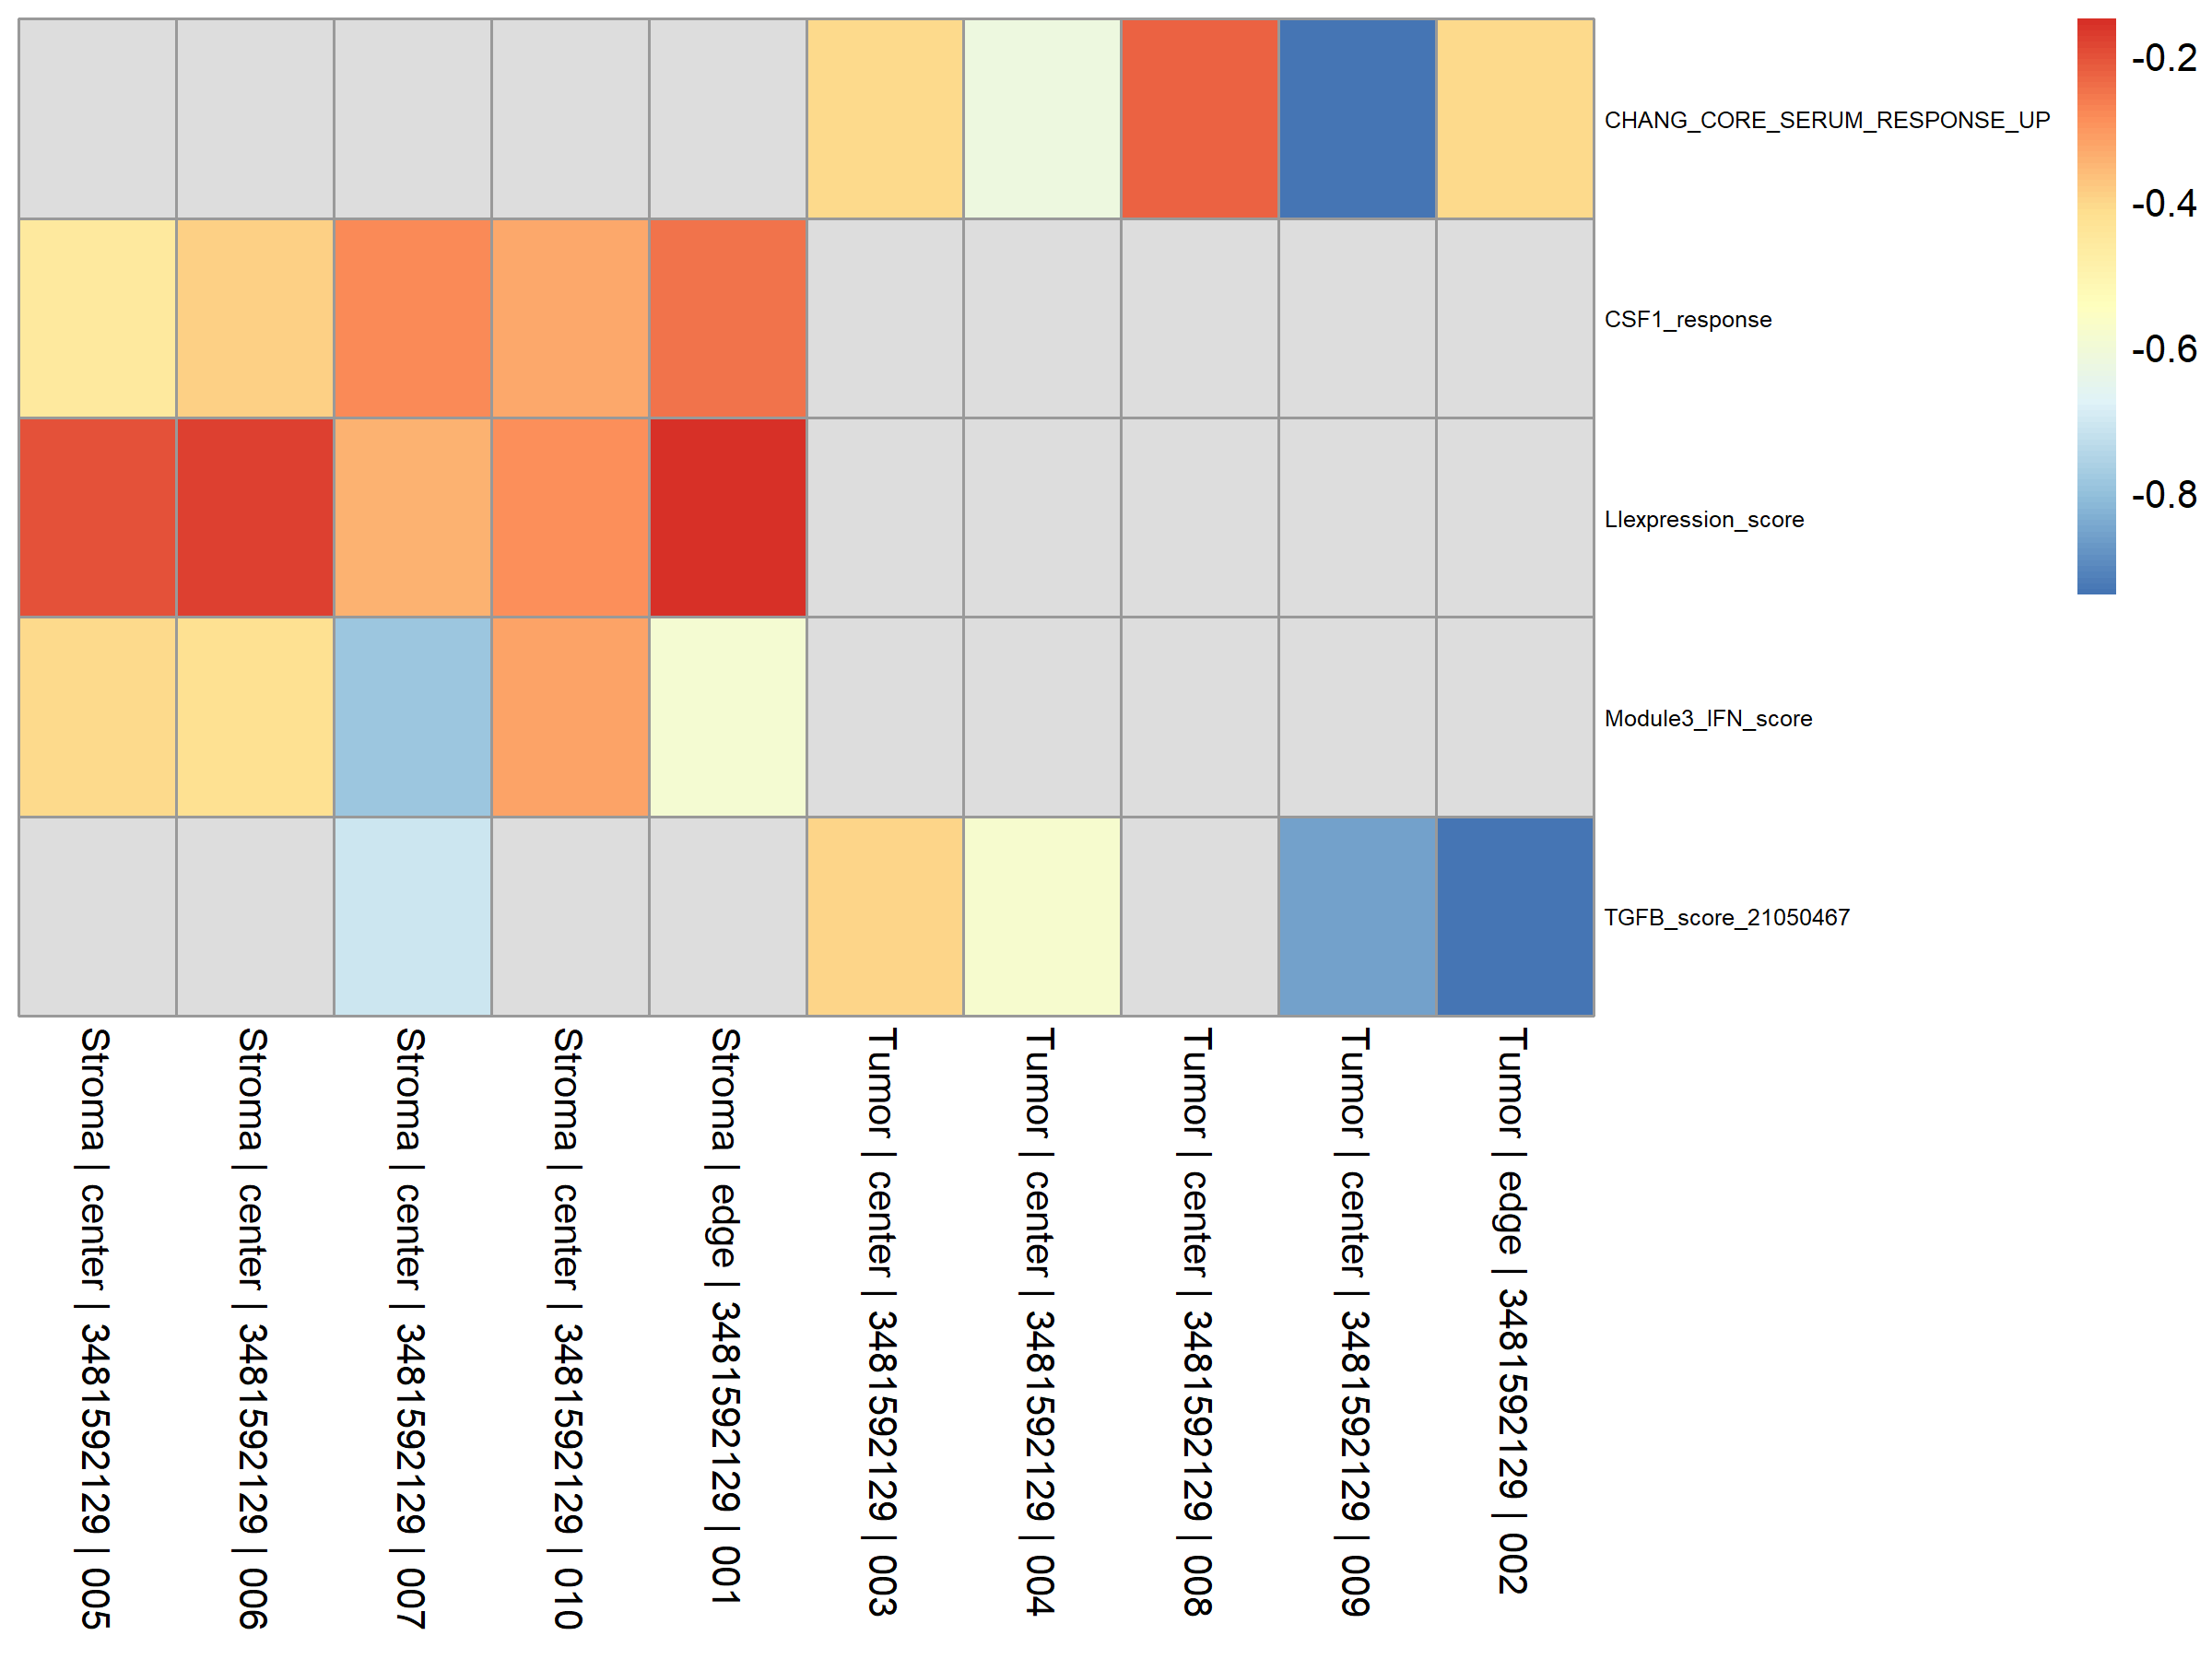 -0.2
-0.4
-0.6
-0.8
CHANG_CORE_SERUM_RESPONSE_UP
CSF1_response
LIexpression_score
Module3_IFN_score
TGFB_score_21050467
Stroma | center | 3481592129 | 005
Stroma | center | 3481592129 | 006
Stroma | center | 3481592129 | 007
Stroma | center | 3481592129 | 010
Stroma | edge | 3481592129 | 001
Tumor | center | 3481592129 | 003
Tumor | center | 3481592129 | 004
Tumor | center | 3481592129 | 008
Tumor | center | 3481592129 | 009
Tumor | edge | 3481592129 | 002